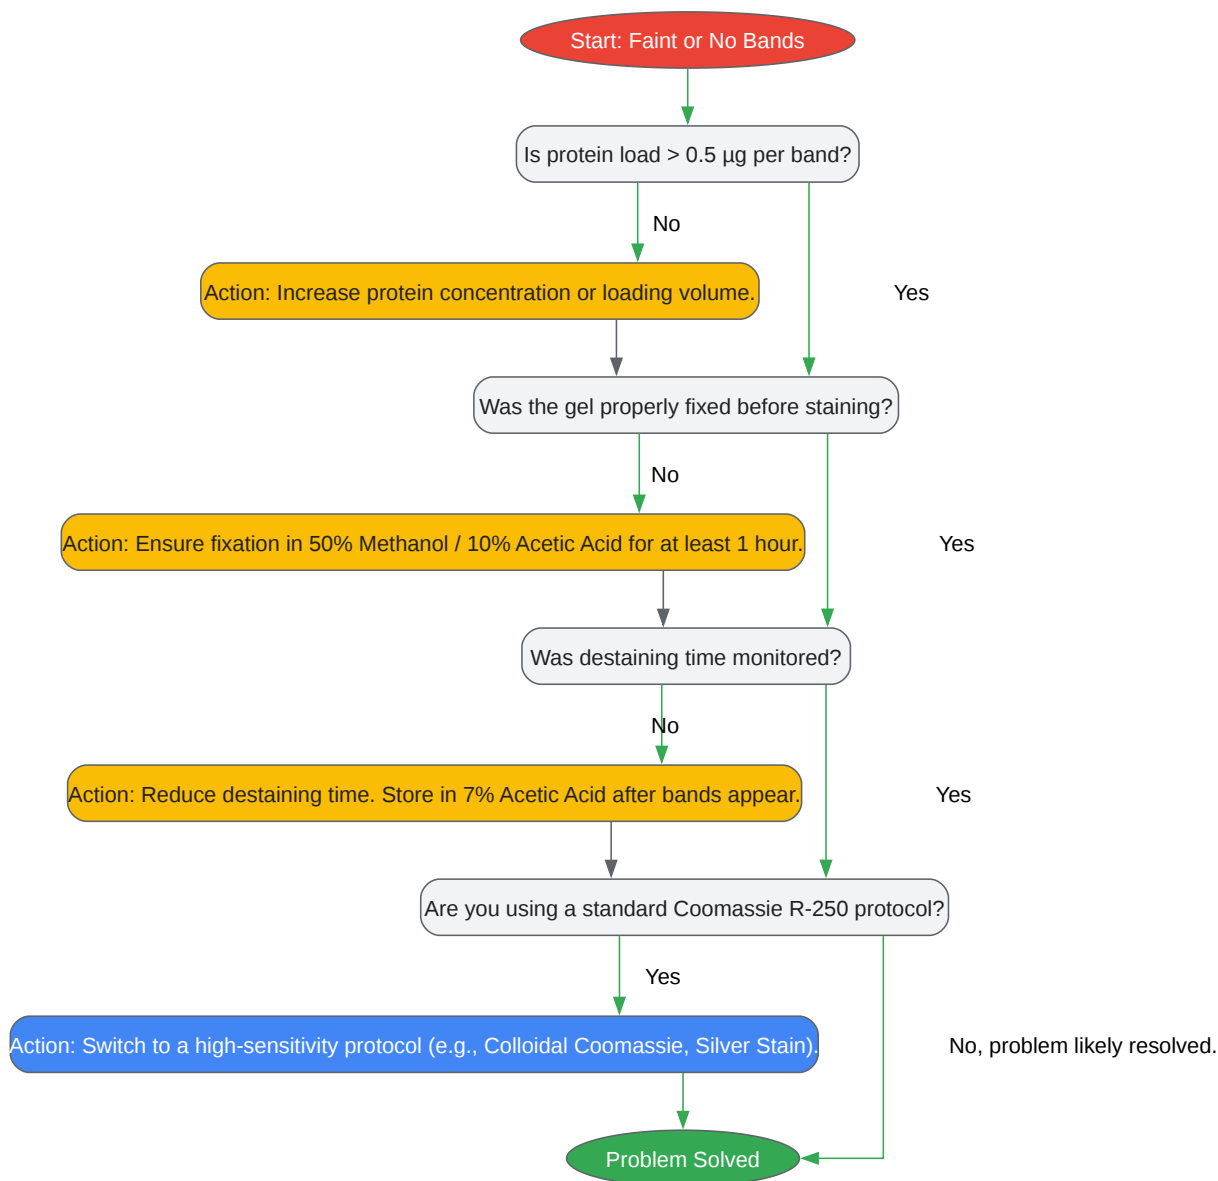 Start: Faint or No Bands
Is protein load > 0.5 µg per band?
No
Action: Increase protein concentration or loading volume.
Yes
Was the gel properly fixed before staining?
No
Action: Ensure fixation in 50% Methanol / 10% Acetic Acid for at least 1 hour.
Yes
Was destaining time monitored?
No
Action: Reduce destaining time. Store in 7% Acetic Acid after bands appear.
Yes
Are you using a standard Coomassie R-250 protocol?
Yes
Action: Switch to a high-sensitivity protocol (e.g., Colloidal Coomassie, Silver Stain).
No, problem likely resolved.
Problem Solved